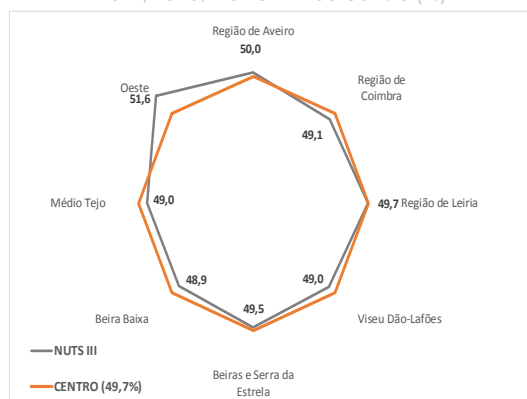 Região de Aveiro
50,0
Oeste
51,6
Região de
Coimbra
49,1
Médio Tejo
49,0
49,7 Região de Leiria
48,9
49,0
Beira Baixa
49,5
Viseu Dão-Lafões
NUTS III
Beiras e Serra da
Estrela
CENTRO (49,7%)